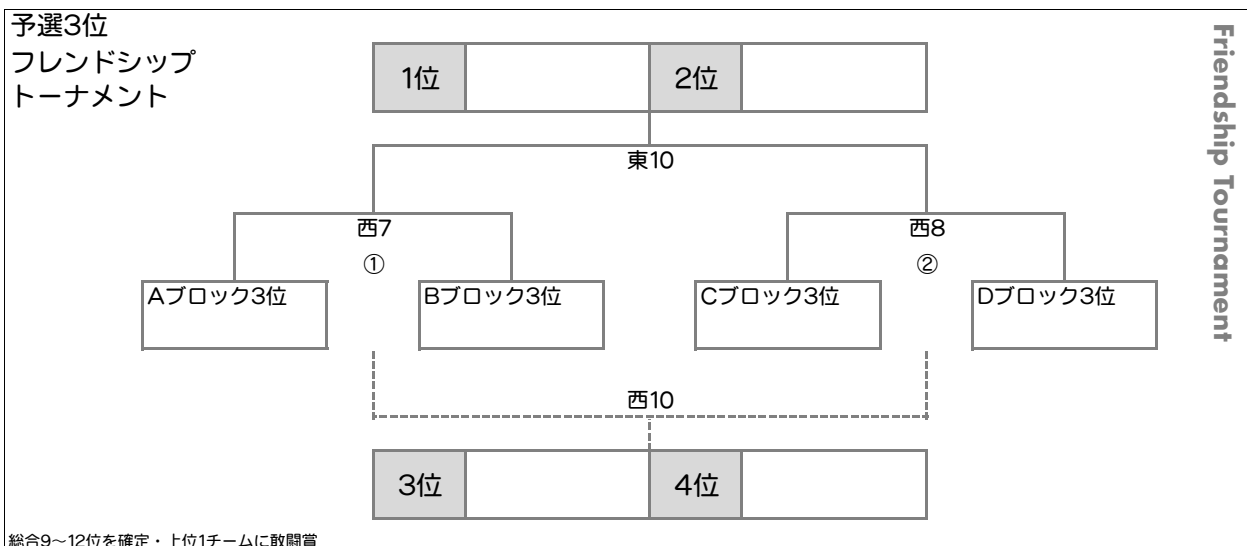 予選3位
フレンドシップ
トーナメント
Friendship Tournament
1位 2位
東10
西7 西8
① ②
Aブロック3位 Bブロック3位 Cブロック3位 Dブロック3位
西10
3位 4位
総合9～12位を確定・上位1チームに敢闘賞